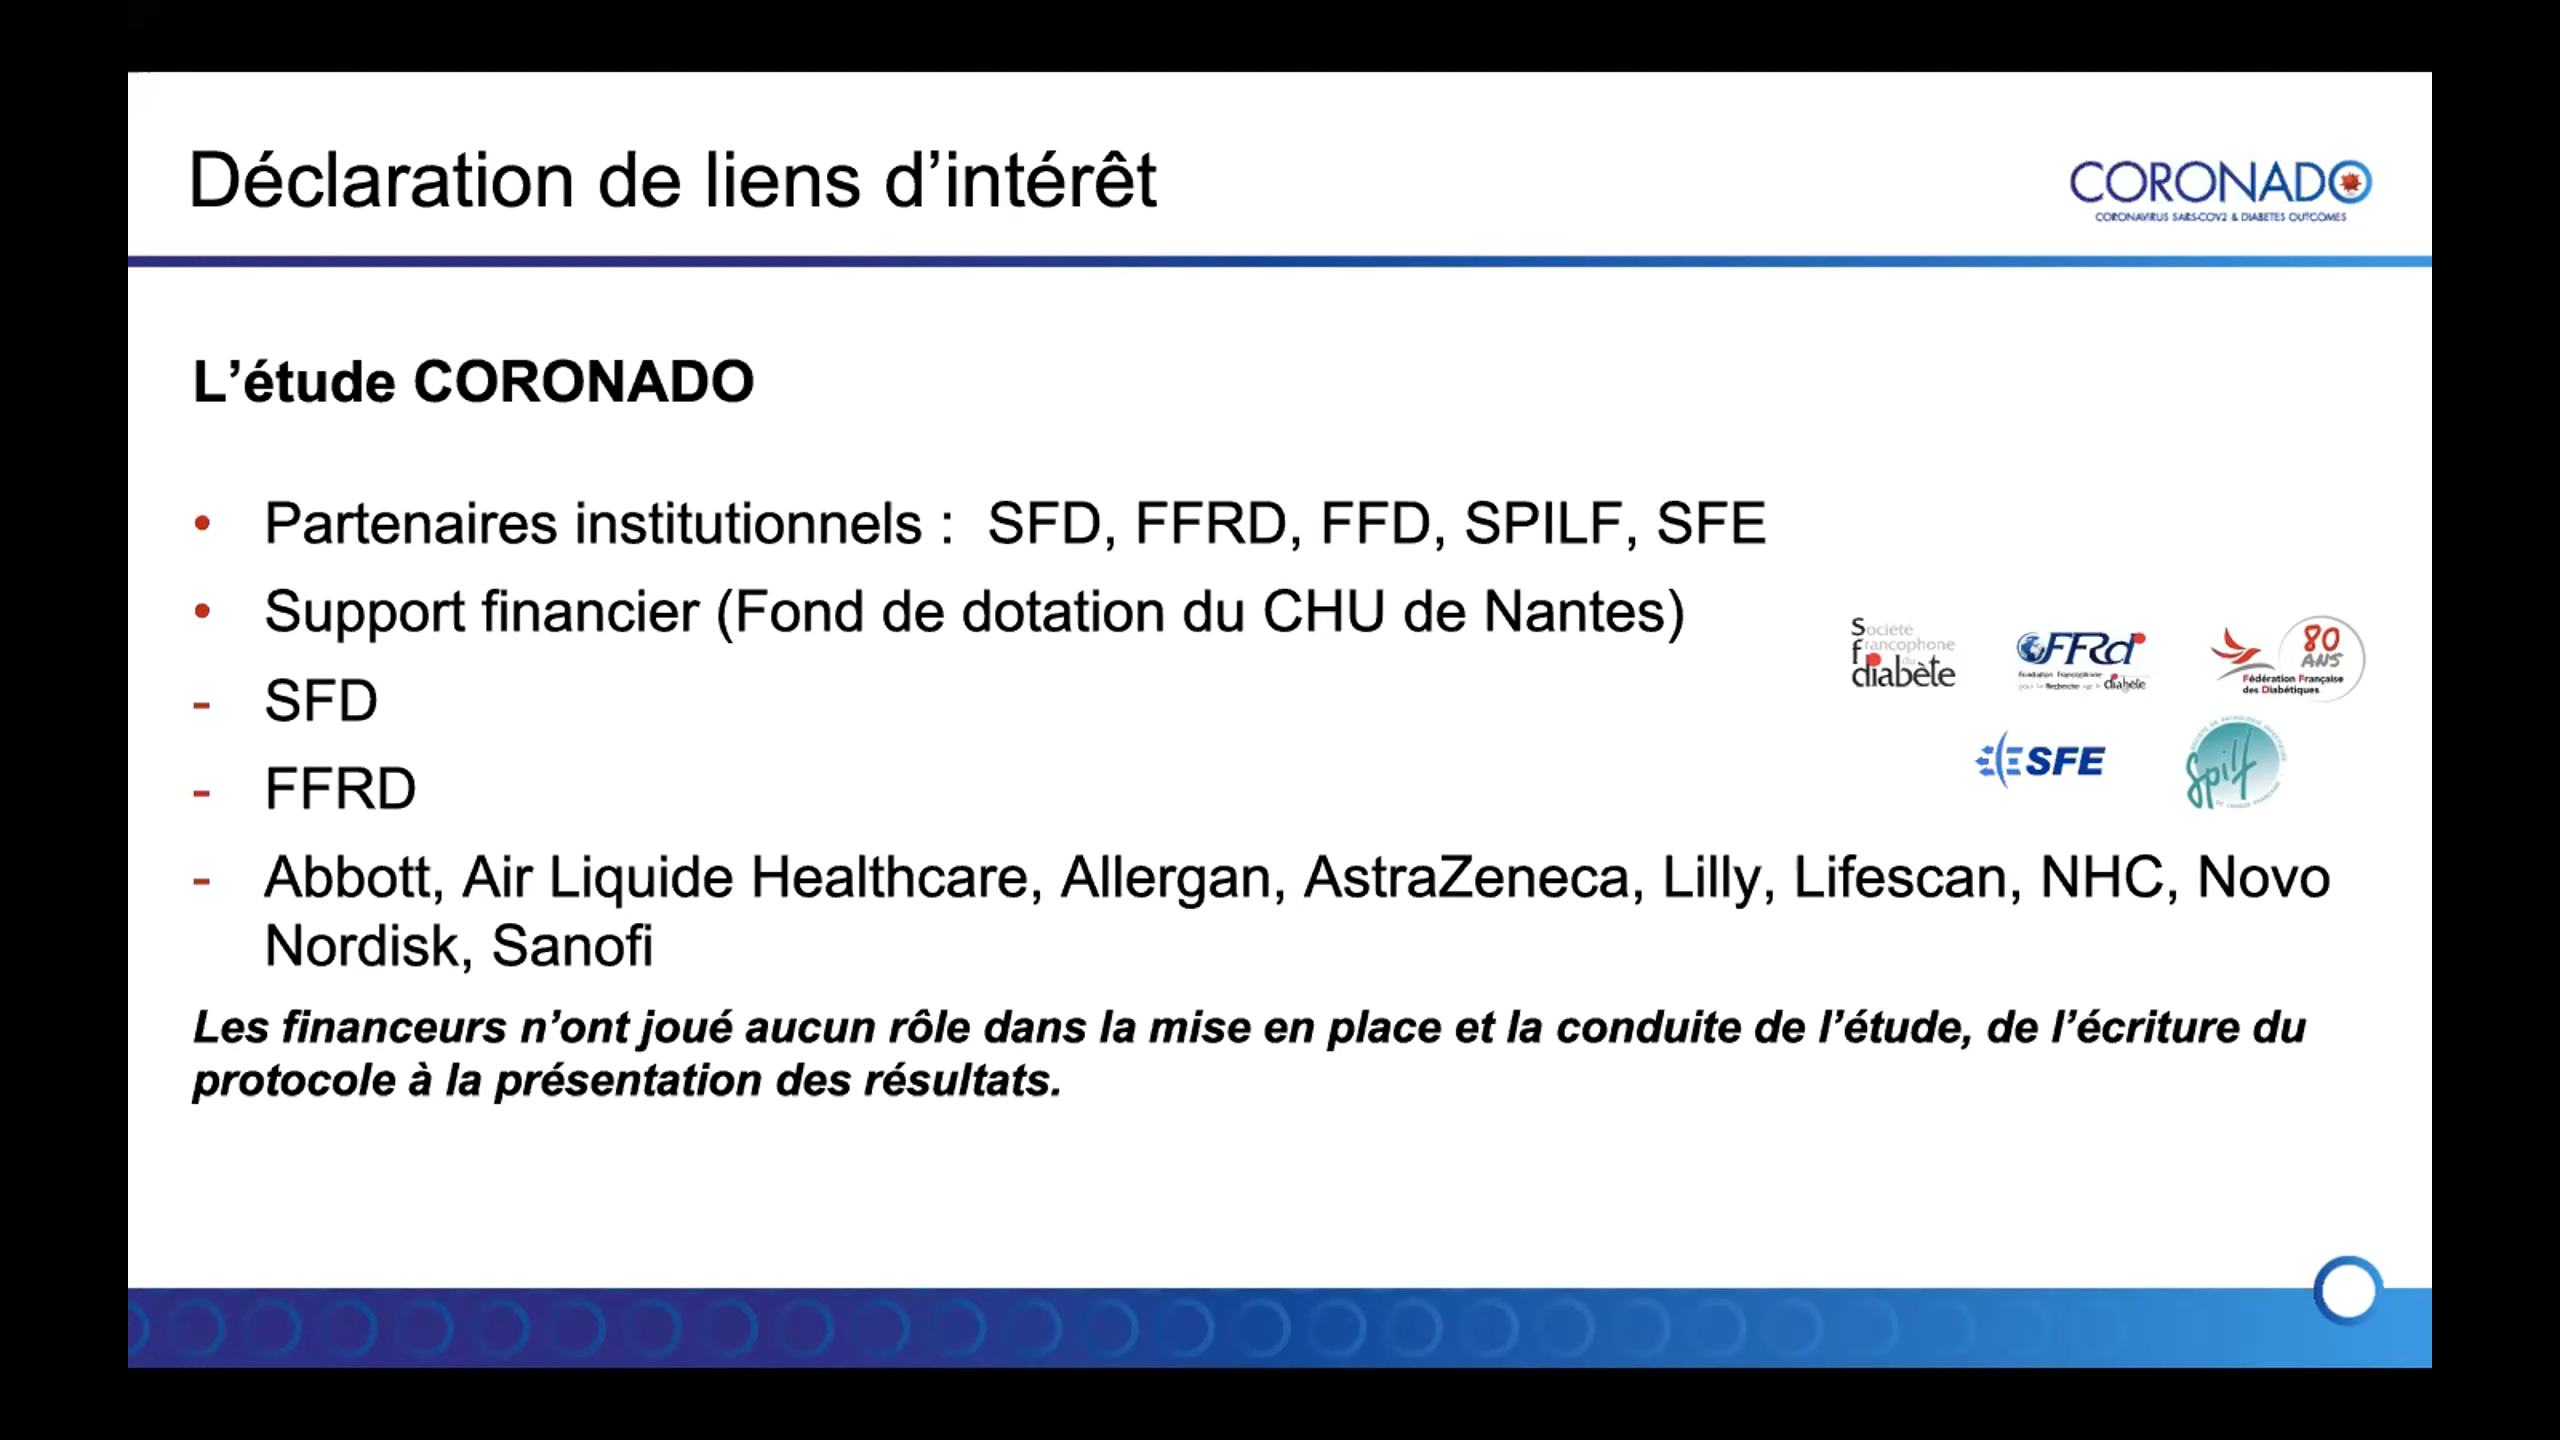 Déclaration de liens d’intérêt
CORONADO
CORONAVIRUS SARS-COV2 & DIABETES OUTCOMES
L’étude CORONADO
• Partenaires institutionnels :  SFD, FFRD, FFD, SPILF, SFE
• Support financier (Fond de dotation du CHU de Nantes)
- SFD
- FFRD
- Abbott, Air Liquide Healthcare, Allergan, AstraZeneca, Lilly, Lifescan, NHC, Novo
Nordisk, Sanofi
Les financeurs n’ont joué aucun rôle dans la mise en place et la conduite de l’étude, de l’écriture du
protocole à la présentation des résultats.
Société
francophone
du
diabète
FFRd
Fondation Francophone
pour la Recherche sur le diabète
80
ANS
Fédération Française
des Diabétiques
SFE
Spilf